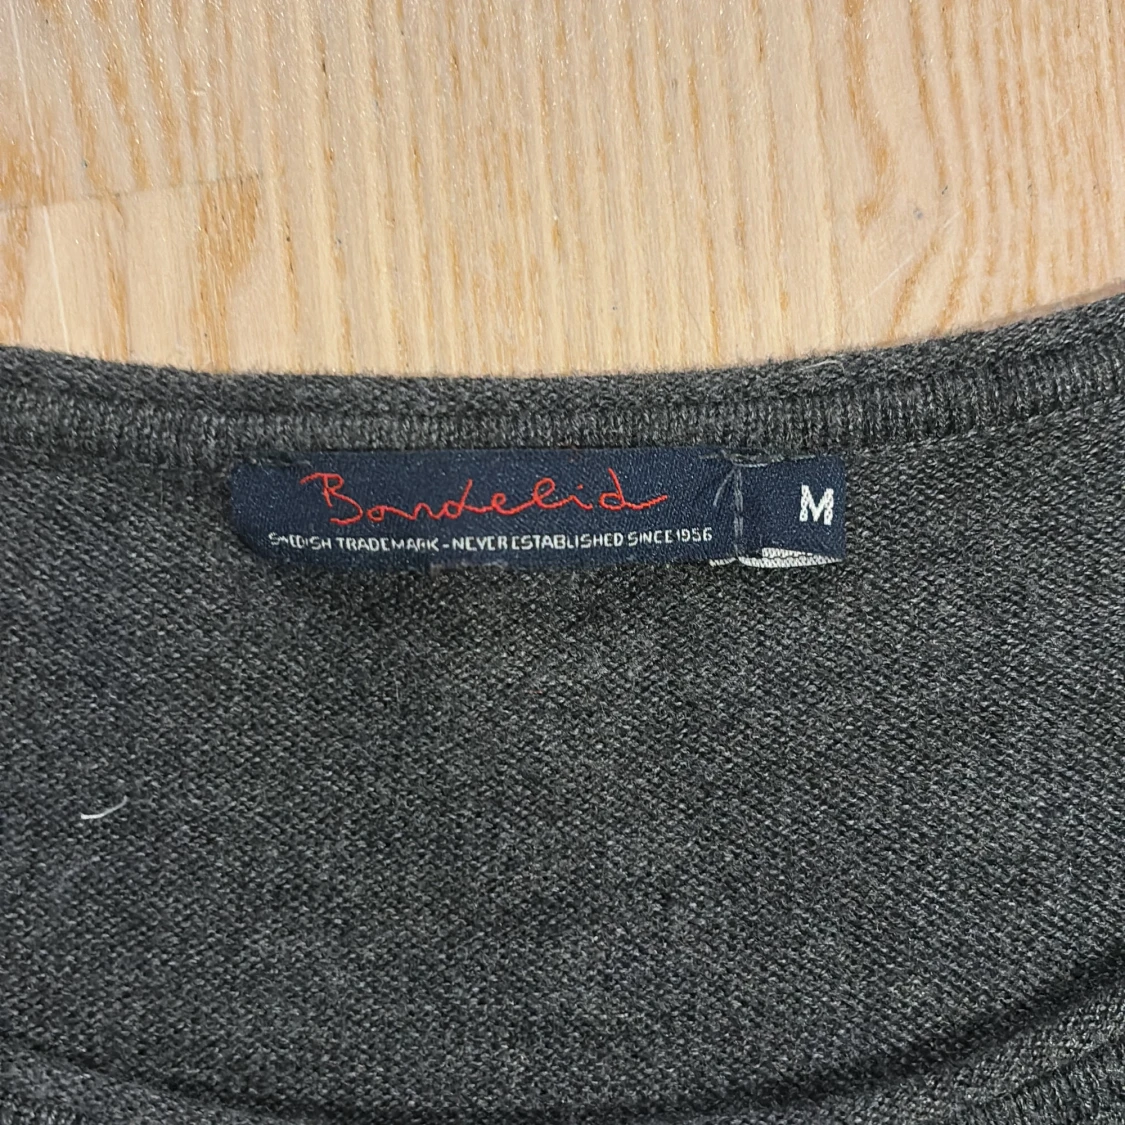 Bondelid
SWEDISH TRADEMARK - NEVER ESTABLISHED SINCE 1956
M